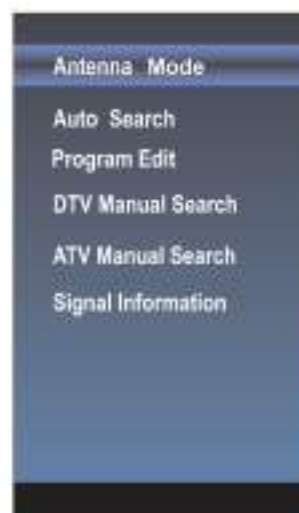 Antenna Mode
Auto Search
Program Edit
DTV Manual Search
ATV Manual Search
Signal Information